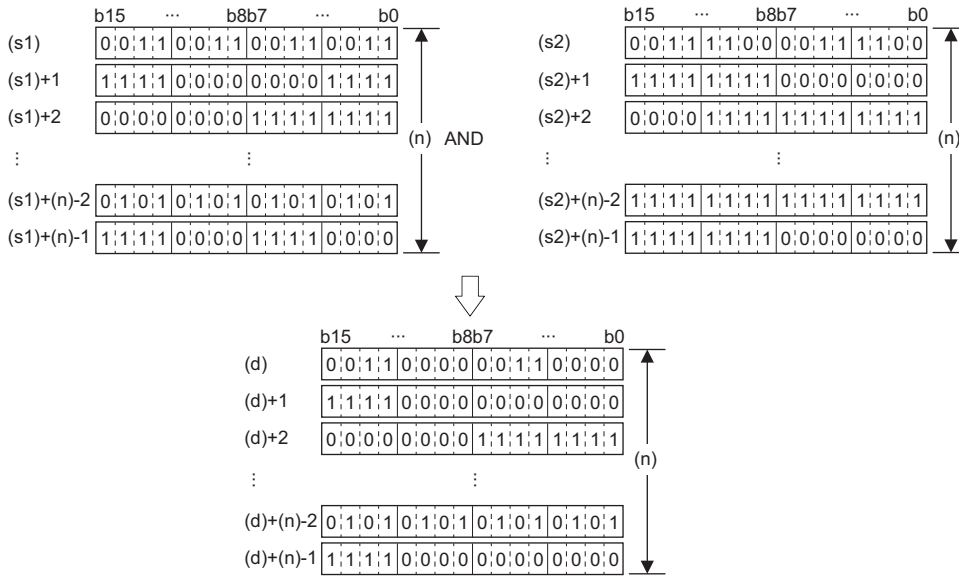 b15 ··· b8b7 ··· b0
(s1) 0 0 1 1 0 0 1 1 0 0 1 1 0 0 1 1
(s1)+1 1 1 1 1 0 0 0 0 0 0 0 0 1 1 1 1
(s1)+2 0 0 0 0 0 0 0 0 1 1 1 1 1 1 1 1
⋮ ⋮
(s1)+(n)-2 0 1 0 1 0 1 0 1 0 1 0 1 0 1 0 1
(s1)+(n)-1 1 1 1 1 0 0 0 0 1 1 1 1 0 0 0 0
(n)
AND
b15 ··· b8b7 ··· b0
(s2) 0 0 1 1 1 1 0 0 0 0 1 1 1 1 0 0
(s2)+1 1 1 1 1 1 1 1 1 0 0 0 0 0 0 0 0
(s2)+2 0 0 0 0 1 1 1 1 1 1 1 1 1 1 1 1
⋮ ⋮
(s2)+(n)-2 1 1 1 1 1 1 1 1 1 1 1 1 1 1 1 1
(s2)+(n)-1 1 1 1 1 1 1 1 1 0 0 0 0 0 0 0 0
(n)
b15 ··· b8b7 ··· b0
(d) 0 0 1 1 0 0 0 0 0 0 1 1 0 0 0 0
(d)+1 1 1 1 1 0 0 0 0 0 0 0 0 0 0 0 0
(d)+2 0 0 0 0 0 0 0 0 1 1 1 1 1 1 1 1
⋮ ⋮
(d)+(n)-2 0 1 0 1 0 1 0 1 0 1 0 1 0 1 0 1
(d)+(n)-1 1 1 1 1 0 0 0 0 0 0 0 0 0 0 0 0
(n)